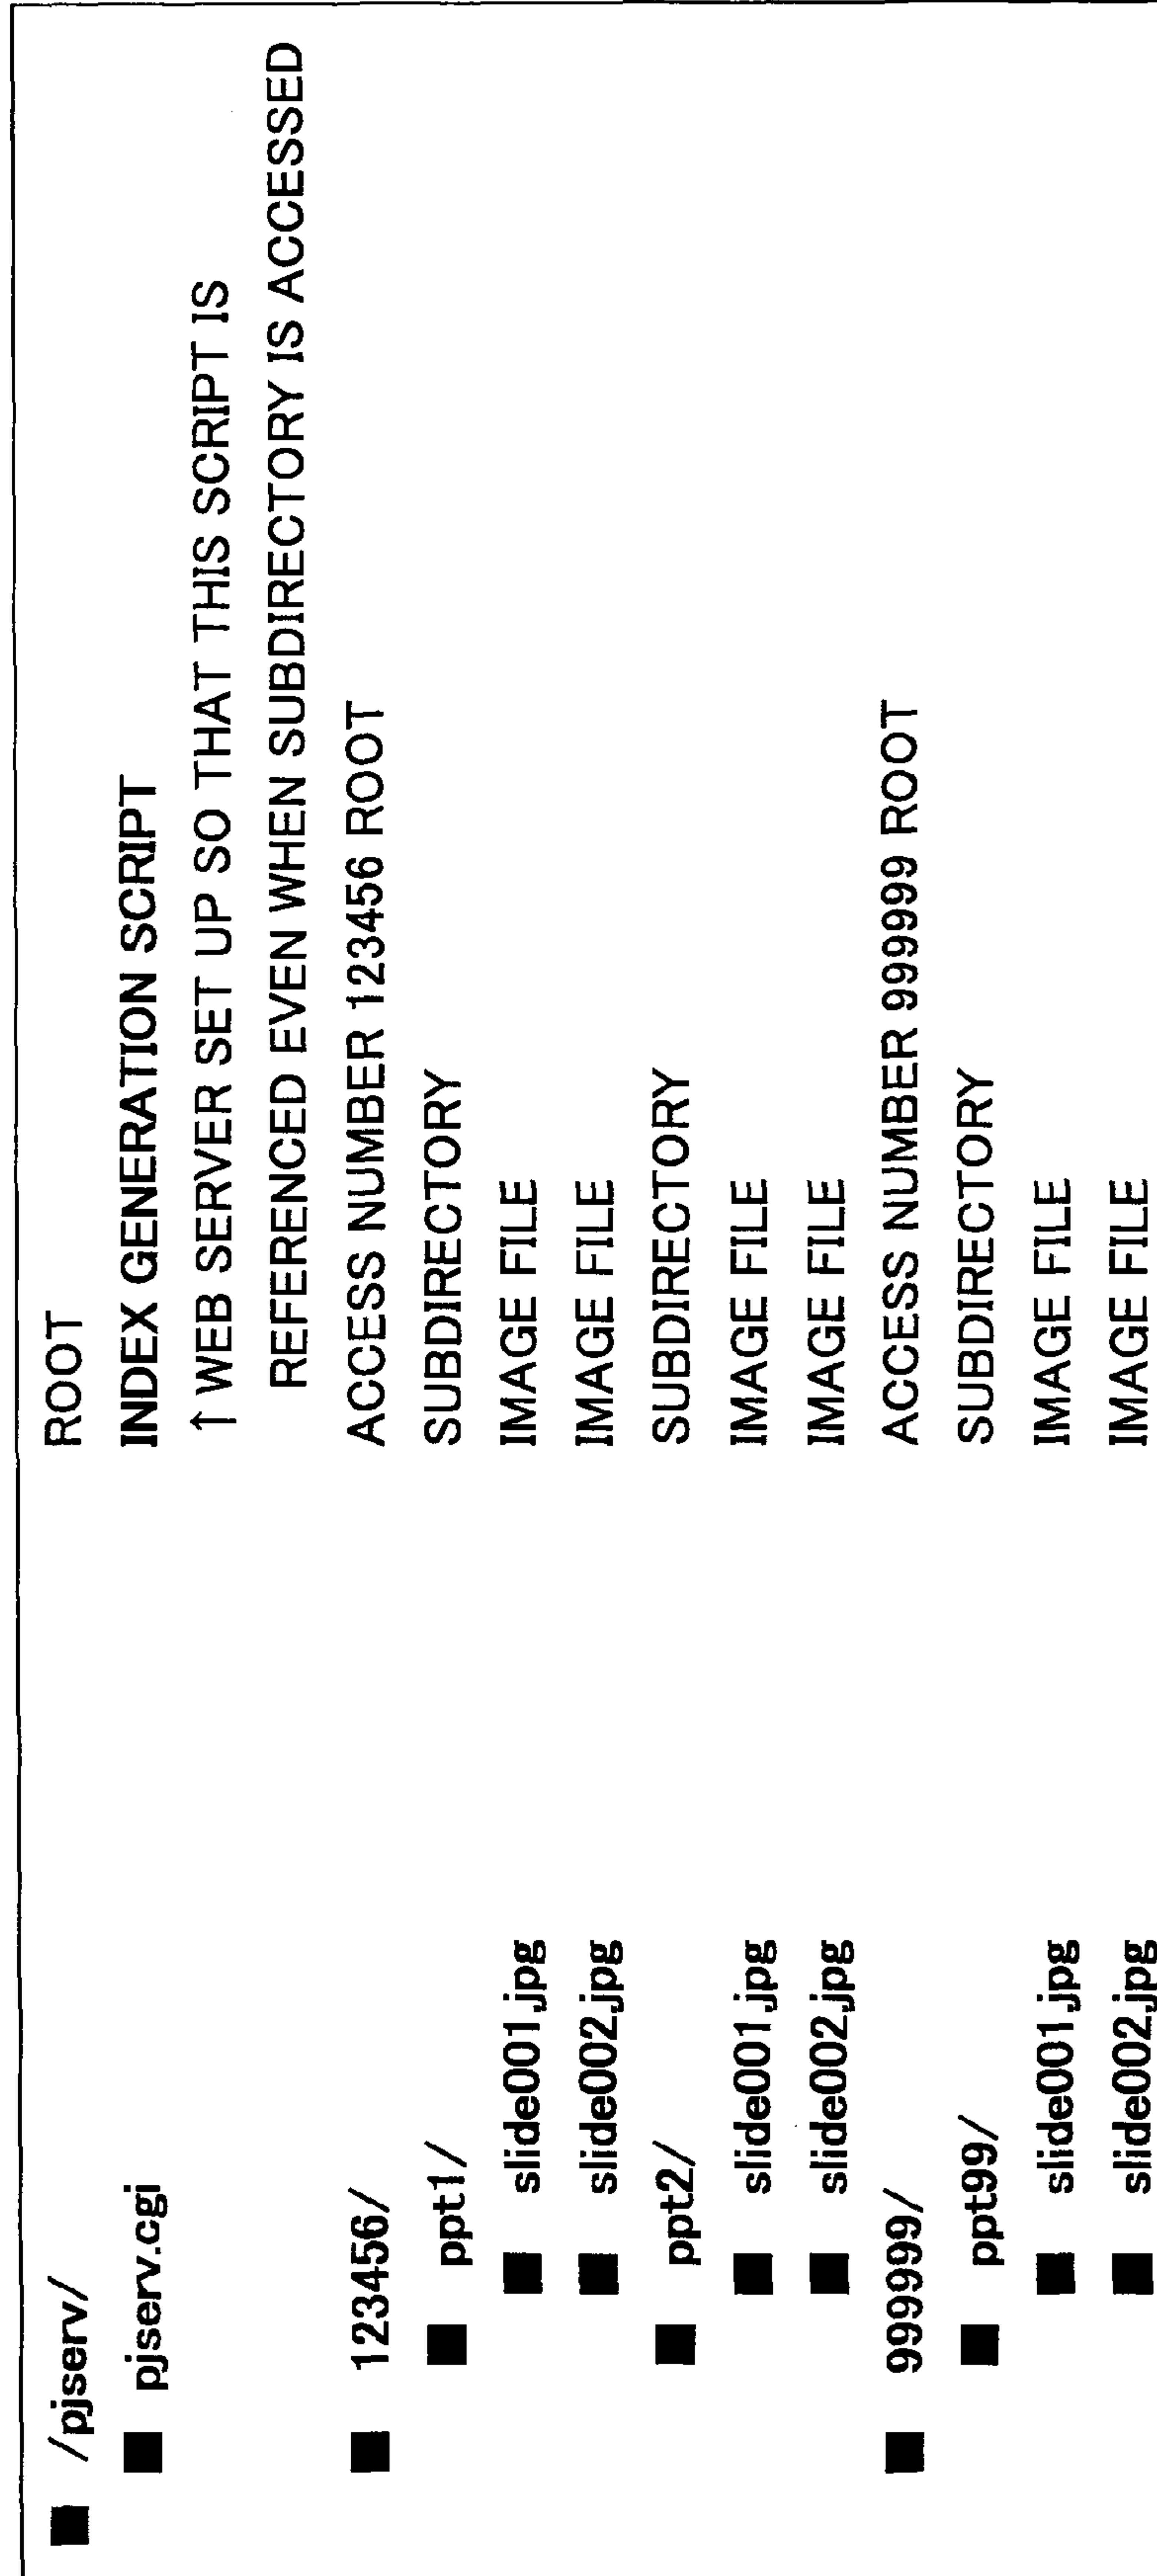 ■ /pjserv/ ROOT
■ pjserv.cgi INDEX GENERATION SCRIPT
↑ WEB SERVER SET UP SO THAT THIS SCRIPT IS
REFERENCED EVEN WHEN SUBDIRECTORY IS ACCESSED
■ 123456/ ACCESS NUMBER 123456 ROOT
■ ppt1/ SUBDIRECTORY
■ slide001.jpg IMAGE FILE
■ slide002.jpg IMAGE FILE
■ ppt2/ SUBDIRECTORY
■ slide001.jpg IMAGE FILE
■ slide002.jpg IMAGE FILE
■ 999999/ ACCESS NUMBER 999999 ROOT
■ ppt99/ SUBDIRECTORY
■ slide001.jpg IMAGE FILE
■ slide002.jpg IMAGE FILE